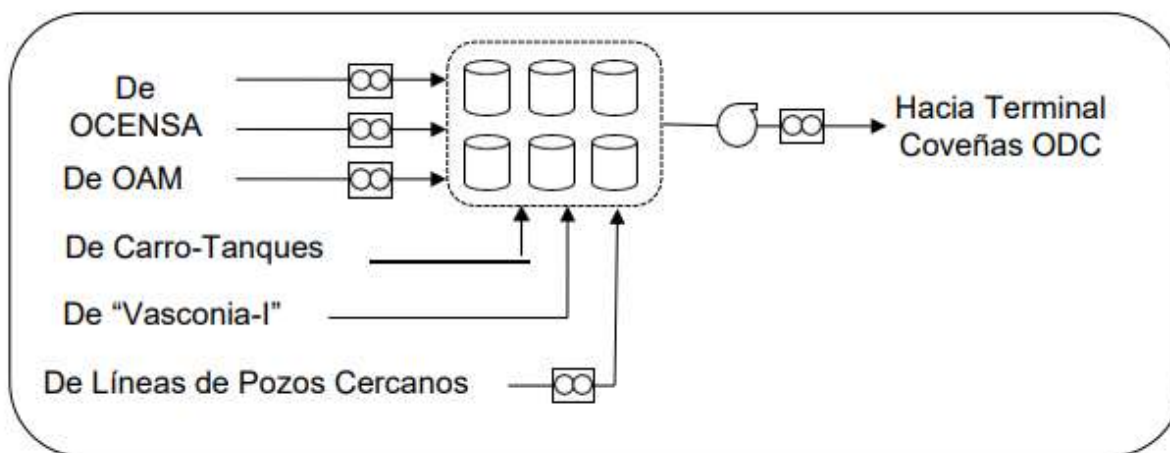 De
OCENSA
De OAM
De Carro-Tanques
De “Vasconia-I”
De Líneas de Pozos Cercanos
Hacia Terminal
Coveñas ODC